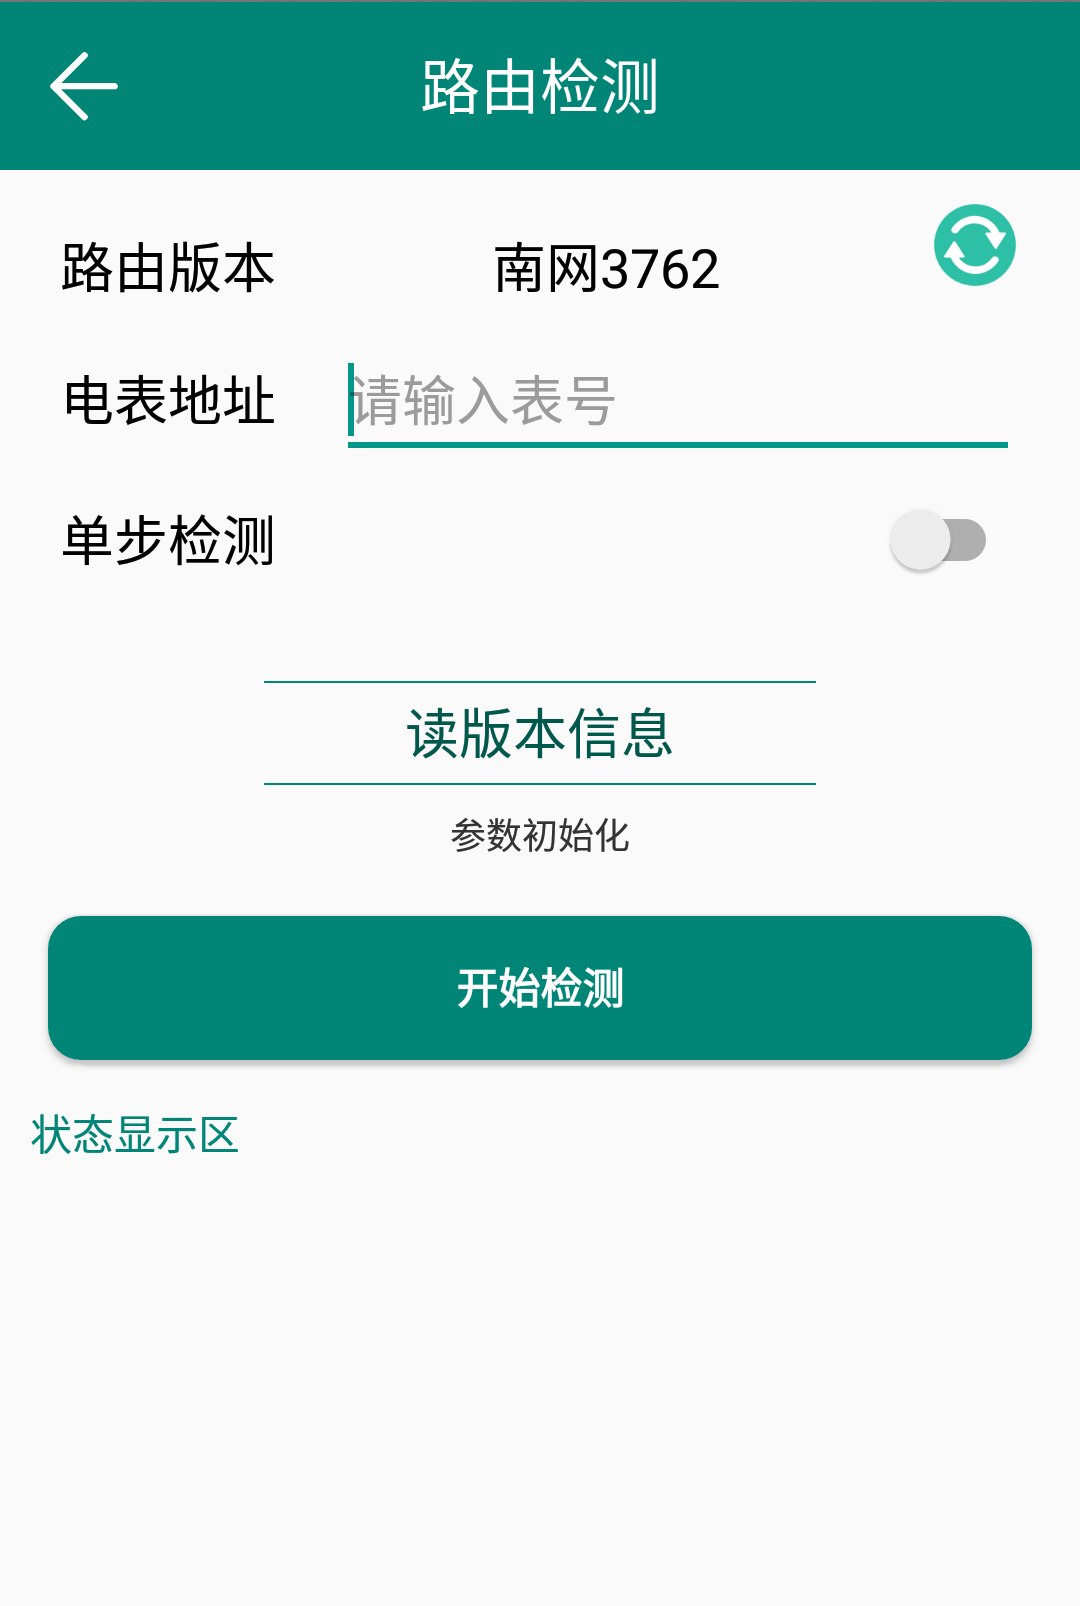 路由检测
路由版本 南网3762
电表地址 请输入表号
单步检测
读版本信息
参数初始化
开始检测
状态显示区